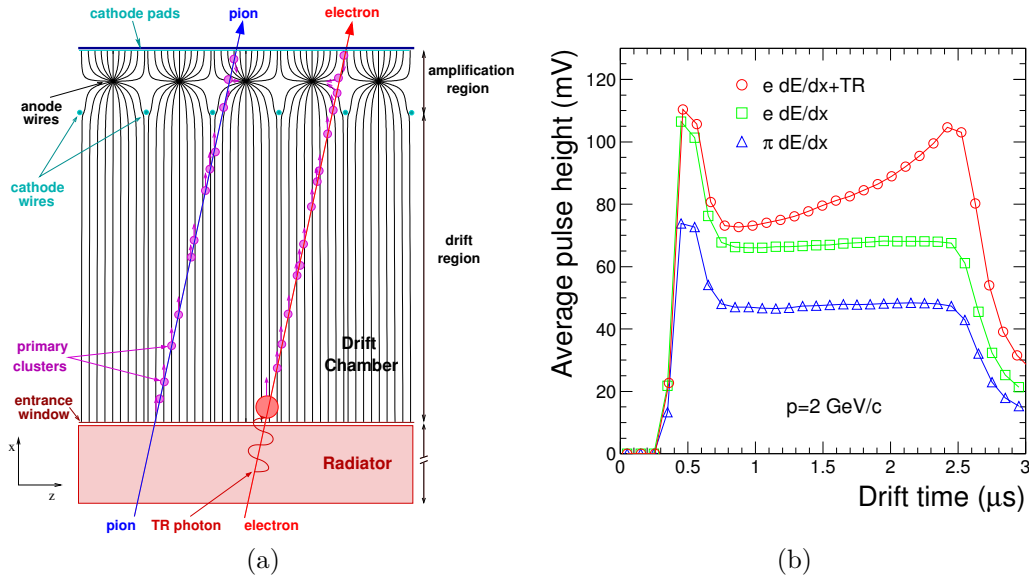 cathode pads
pion
electron
anode
wires
amplification
region
cathode
wires
drift
region
primary
clusters
Drift
Chamber
entrance
window
x
z
Radiator
pion
TR photon
electron
(a)
Average pulse height (mV)
120
100
80
60
40
20
0
e dE/dx+TR
e dE/dx
π dE/dx
p=2 GeV/c
0 0.5 1 1.5 2 2.5 3
Drift time (μs)
(b)